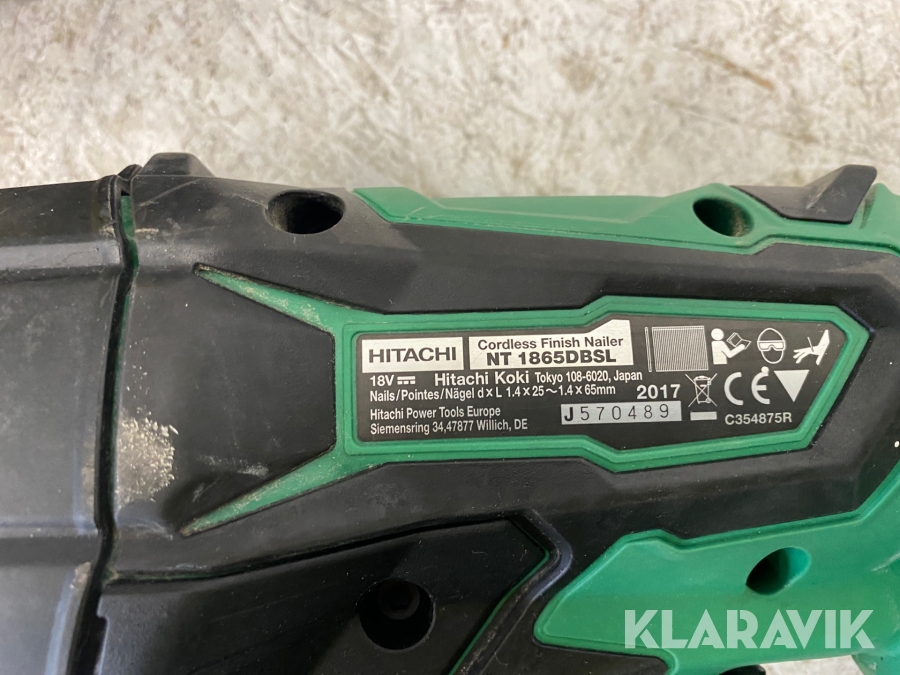 HITACHI
Cordless Finish Nailer
NT 1865DBSL
18V
Hitachi Koki Tokyo 108-6020, Japan
Nails/Pointes/Nägel d×L 1.4×25~1.4×65mm
Hitachi Power Tools Europe
Siemensring 34,47877 Willich, DE
2017
J570489
CE
C354875R
KLARAVIK